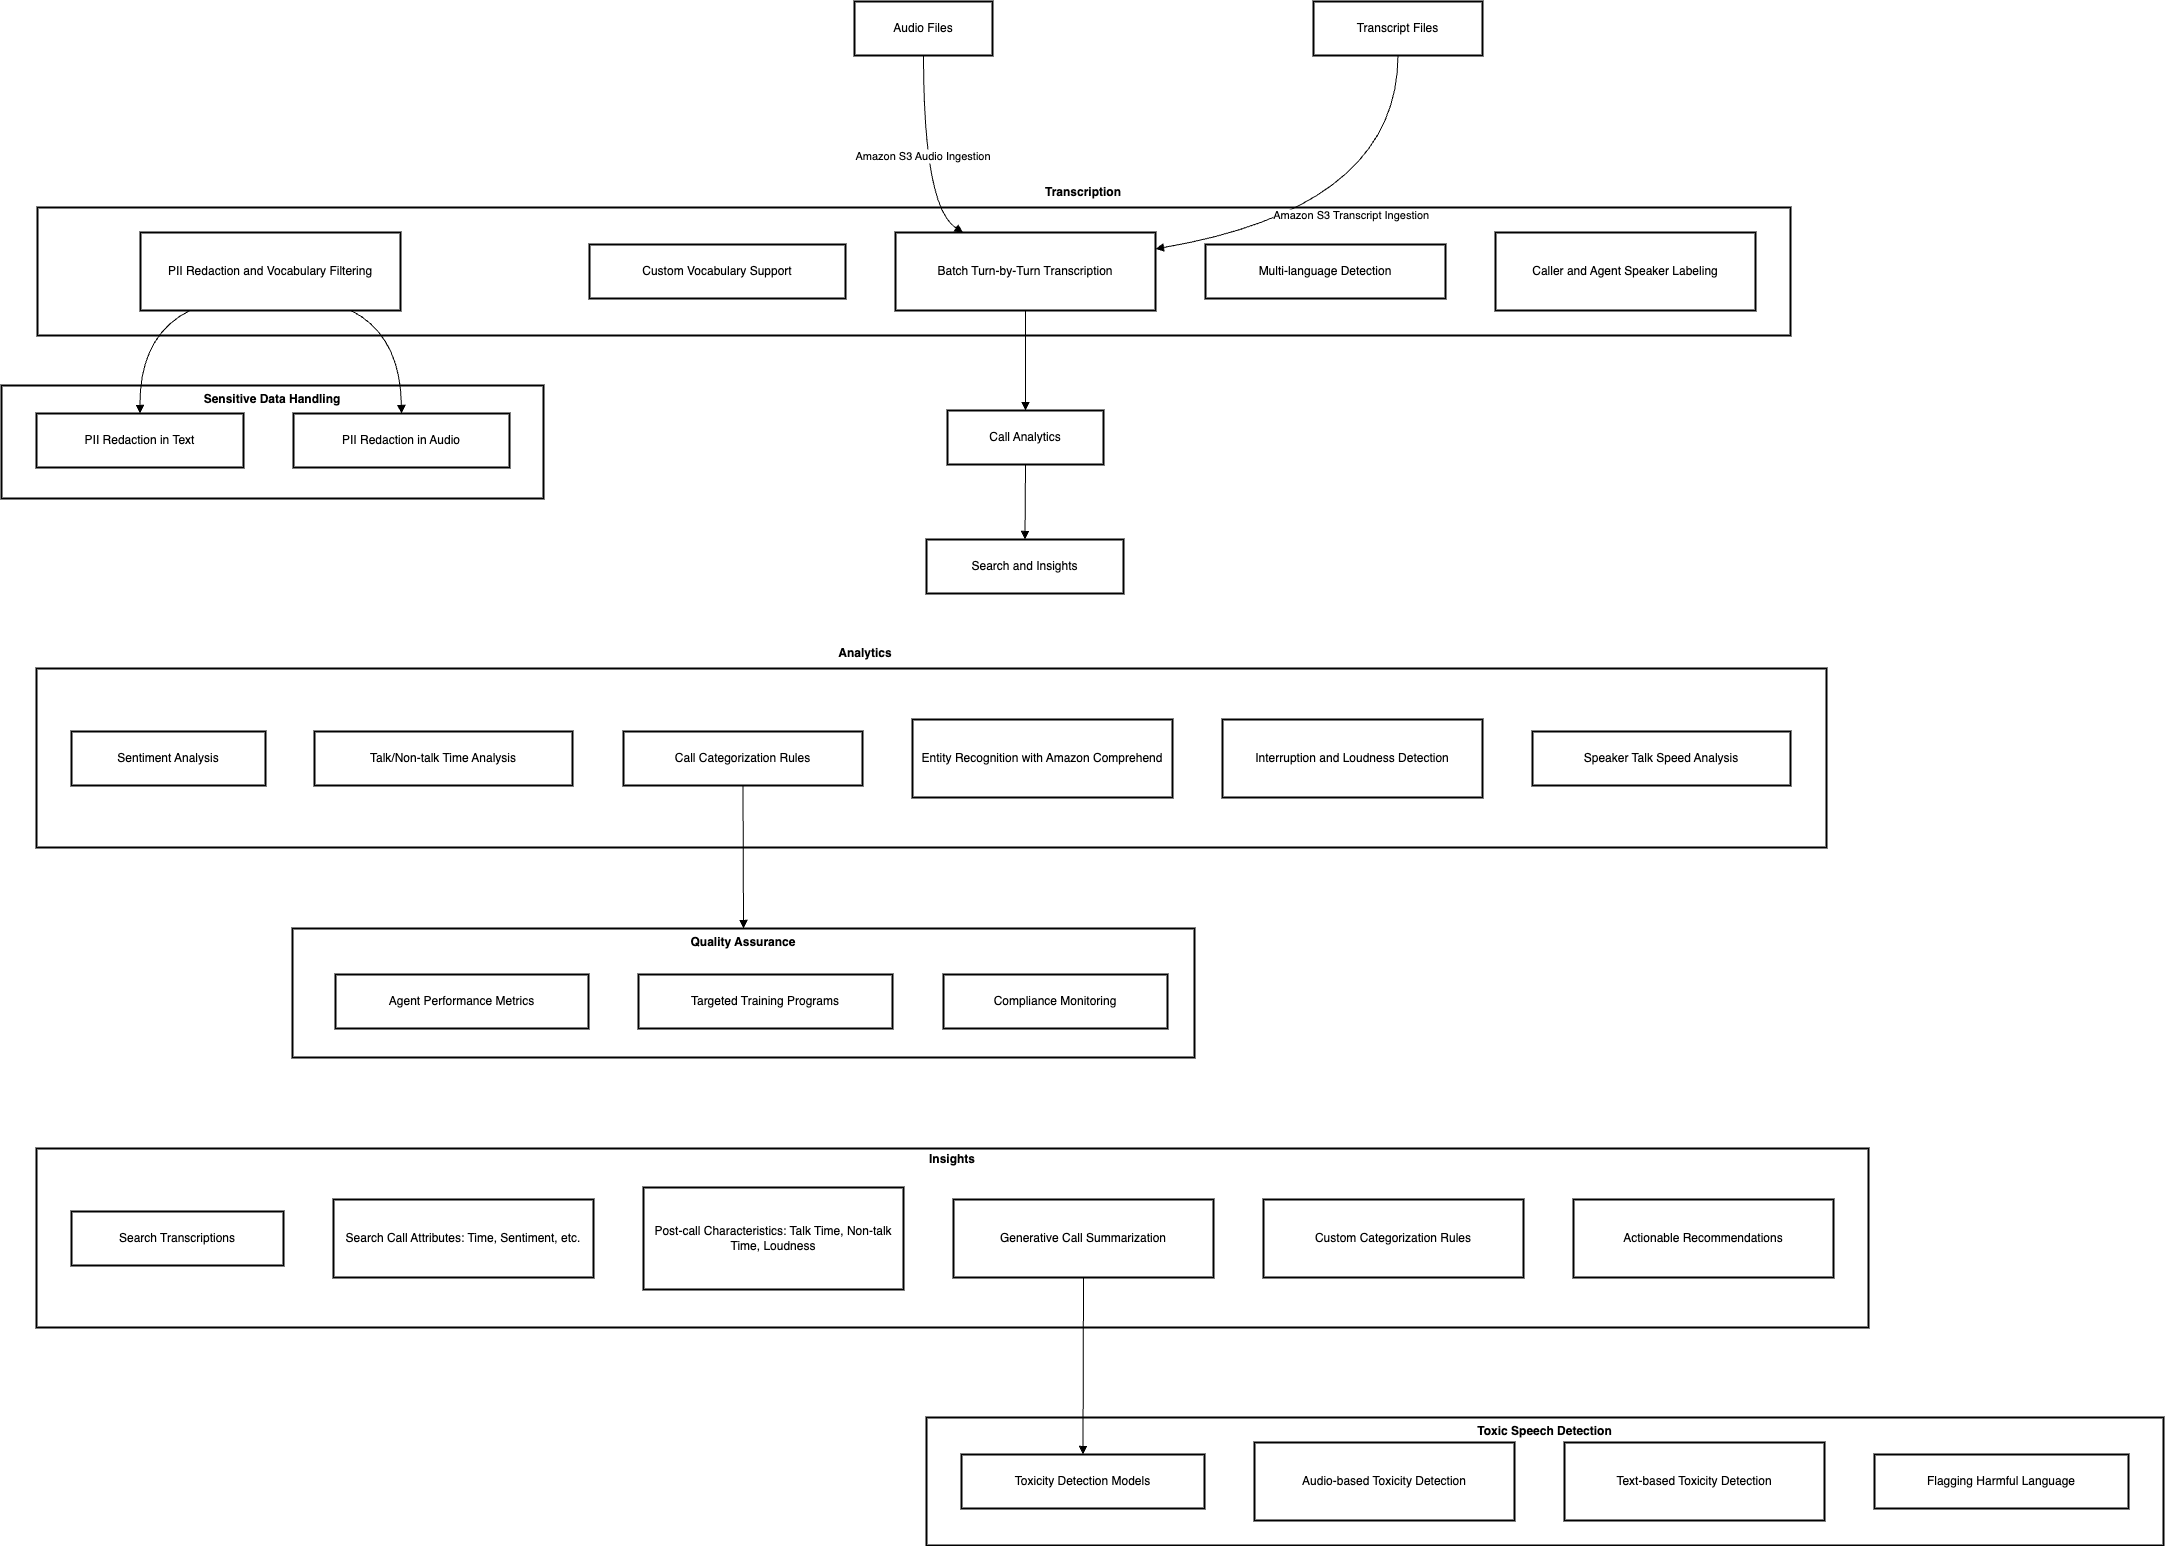 Audio Files
Transcript Files
Amazon S3 Audio Ingestion
Transcription
Amazon S3 Transcript Ingestion
PII Redaction and Vocabulary Filtering
Custom Vocabulary Support
Batch Turn-by-Turn Transcription
Multi-language Detection
Caller and Agent Speaker Labeling
Sensitive Data Handling
PII Redaction in Text
PII Redaction in Audio
Call Analytics
Search and Insights
Analytics
Sentiment Analysis
Talk/Non-talk Time Analysis
Call Categorization Rules
Entity Recognition with Amazon Comprehend
Interruption and Loudness Detection
Speaker Talk Speed Analysis
Quality Assurance
Agent Performance Metrics
Targeted Training Programs
Compliance Monitoring
Insights
Search Transcriptions
Search Call Attributes: Time, Sentiment, etc.
Post-call Characteristics: Talk Time, Non-talk
Time, Loudness
Generative Call Summarization
Custom Categorization Rules
Actionable Recommendations
Toxic Speech Detection
Toxicity Detection Models
Audio-based Toxicity Detection
Text-based Toxicity Detection
Flagging Harmful Language